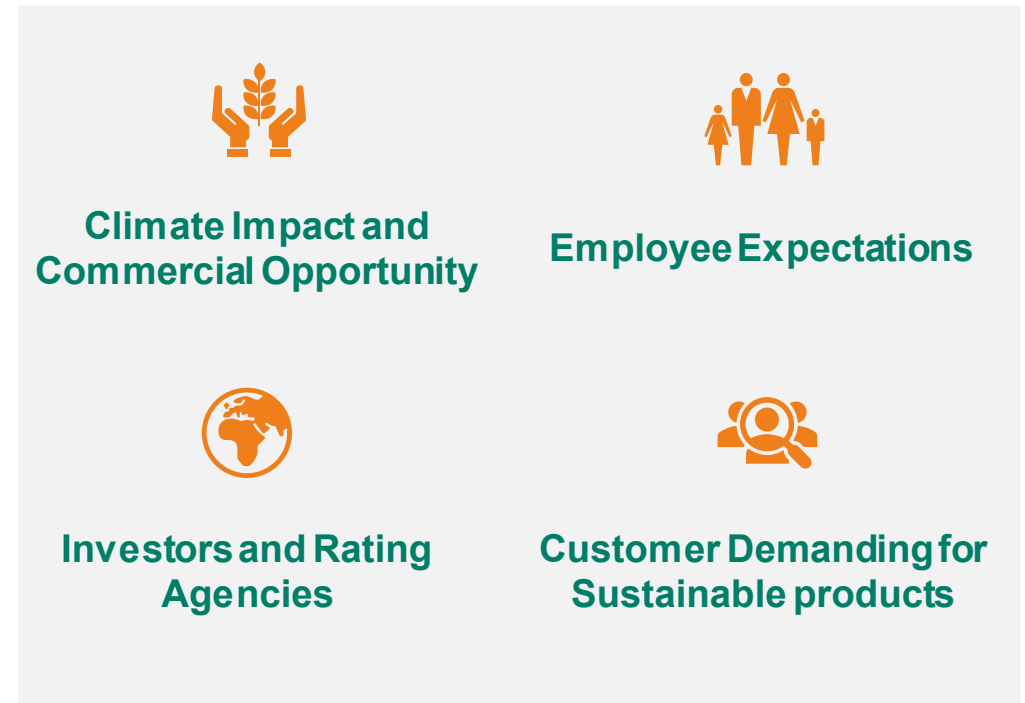 Climate Impact and
Commercial Opportunity
Employee Expectations
Investors and Rating
Agencies
Customer Demanding for
Sustainable products